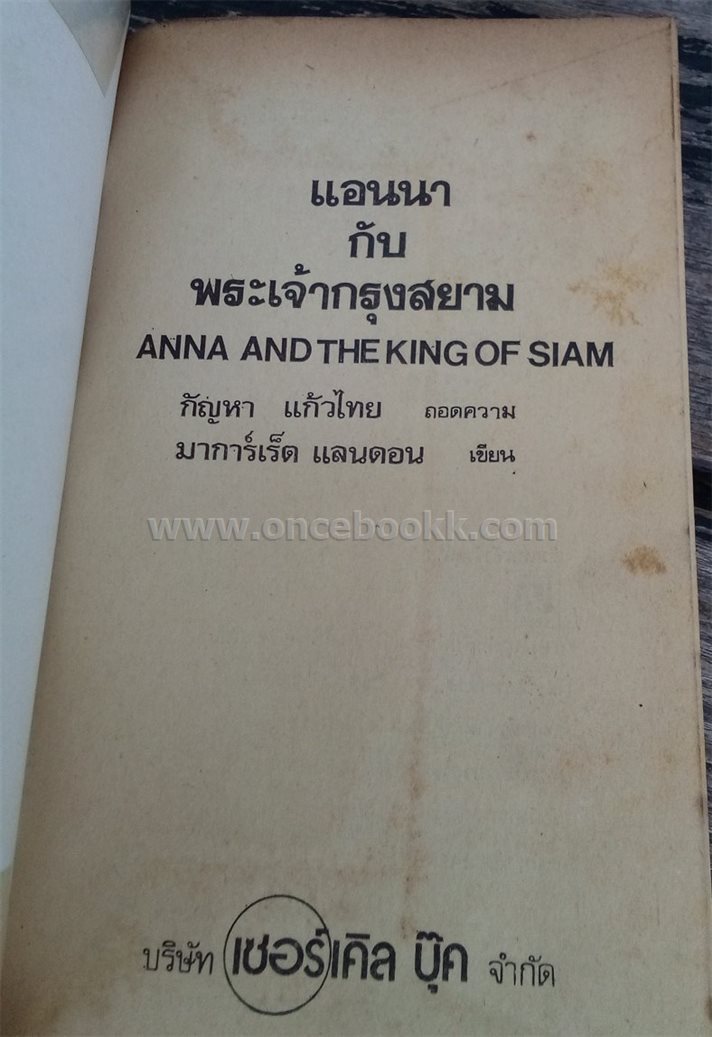 แอนนา
กับ
พระเจ้ากรุงสยาม
ANNA AND THE KING OF SIAM
กัญหา แก้วไทย ถอดความ
มาการ์เร็ต แลนดอน เขียน
www.oncebookk.com
บริษัท เซอร์เคิล บุ๊ค จำกัด